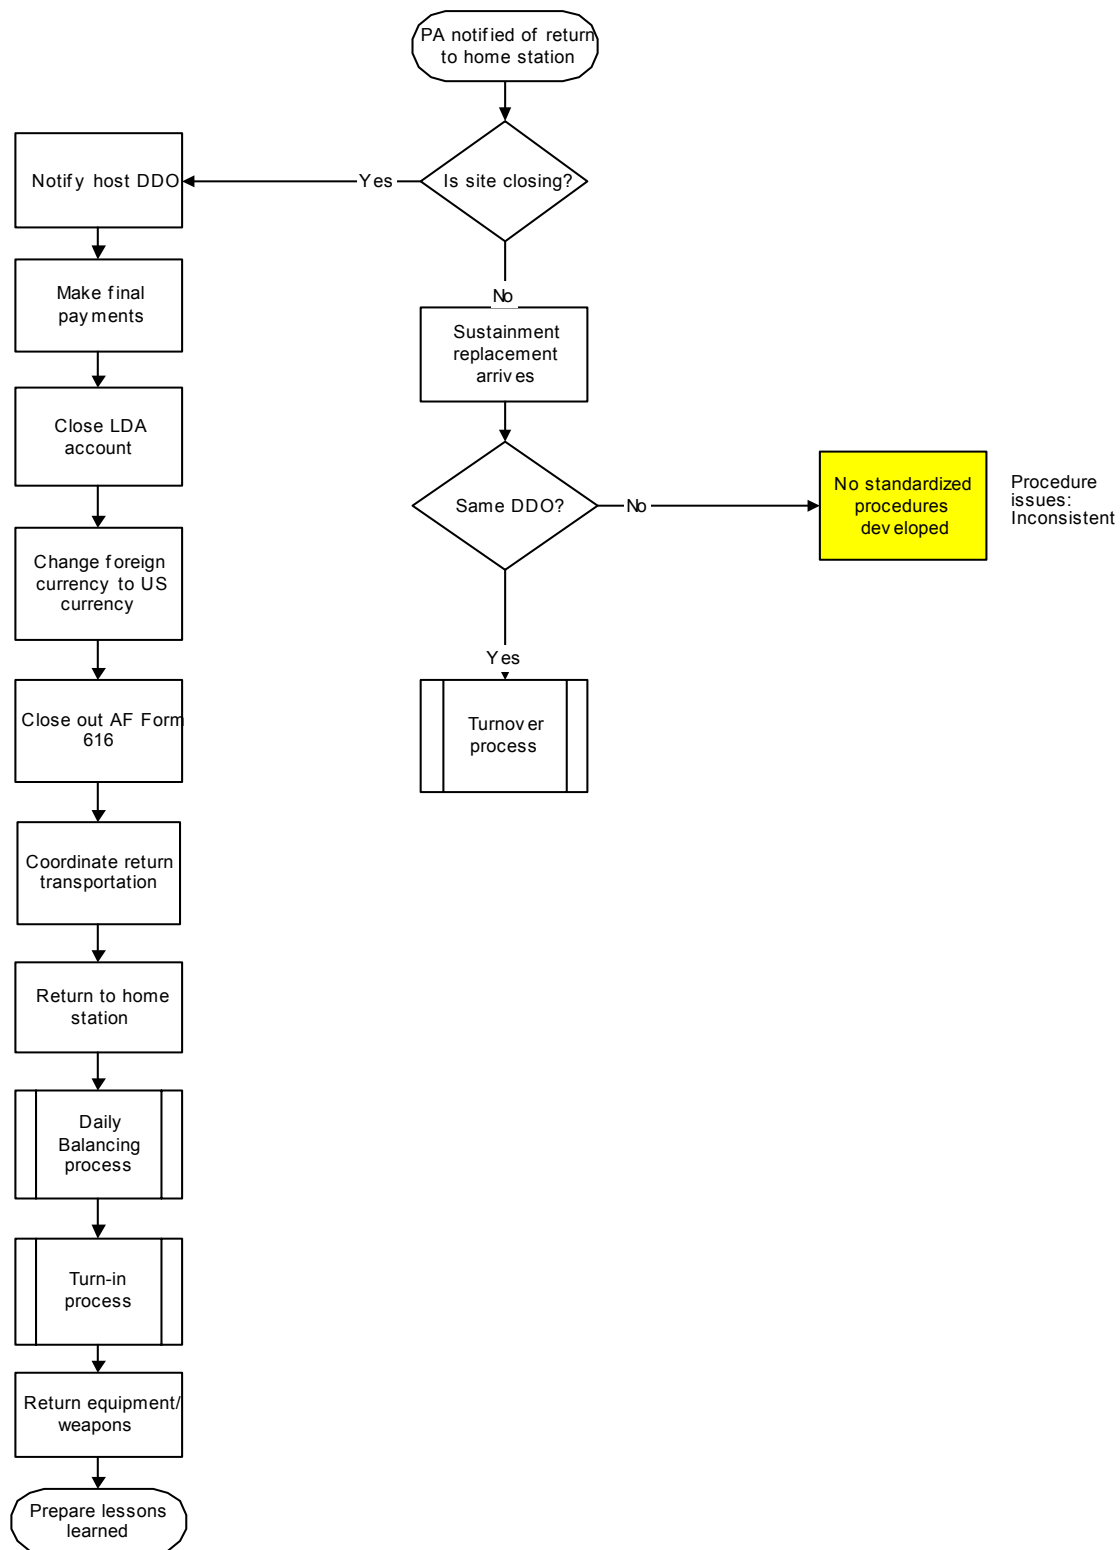 PA notified of return
to home station
Is site closing?
Yes
Notify host DDO
Make final
payments
Close LDA
account
Change foreign
currency to US
currency
Close out AF Form
616
Coordinate return
transportation
Return to home
station
Daily
Balancing
process
Turn-in
process
Return equipment/
weapons
Prepare lessons
learned
No
Sustainment
replacement
arrives
Same DDO?
No
No standardized
procedures
developed
Procedure
issues:
Inconsistent
Yes
Turnover
process